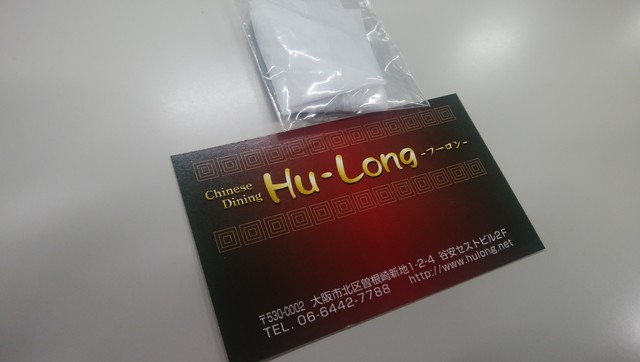 Chinese
Dining
Hu-Long -フーロン-
〒530-0002 大阪市北区曽根崎新地1-2-4 谷安セストビル2F
TEL. 06-6442-7788 http://www.hulong.net